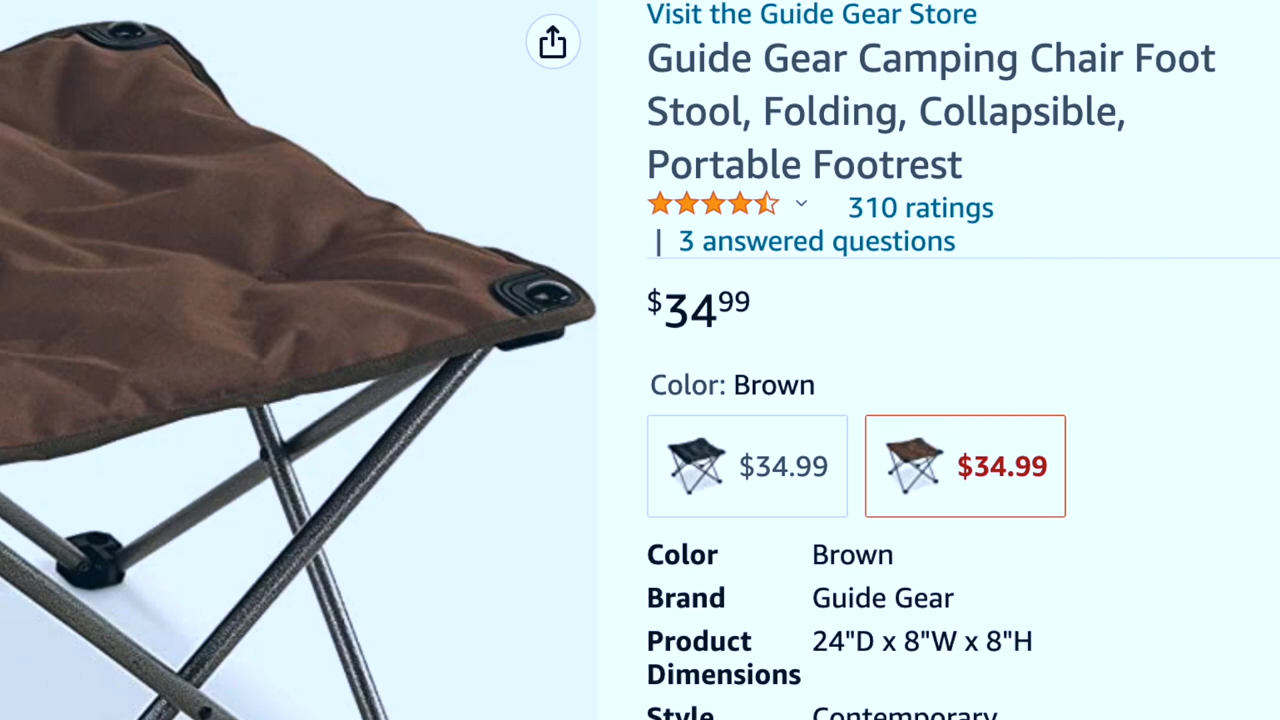 Visit the Guide Gear Store
Guide Gear Camping Chair Foot
Stool, Folding, Collapsible,
Portable Footrest
310 ratings
| 3 answered questions
$34.99
Color: Brown
$34.99 $34.99
Color Brown
Brand Guide Gear
Product 24"D x 8"W x 8"H
Dimensions
Style Contemporary